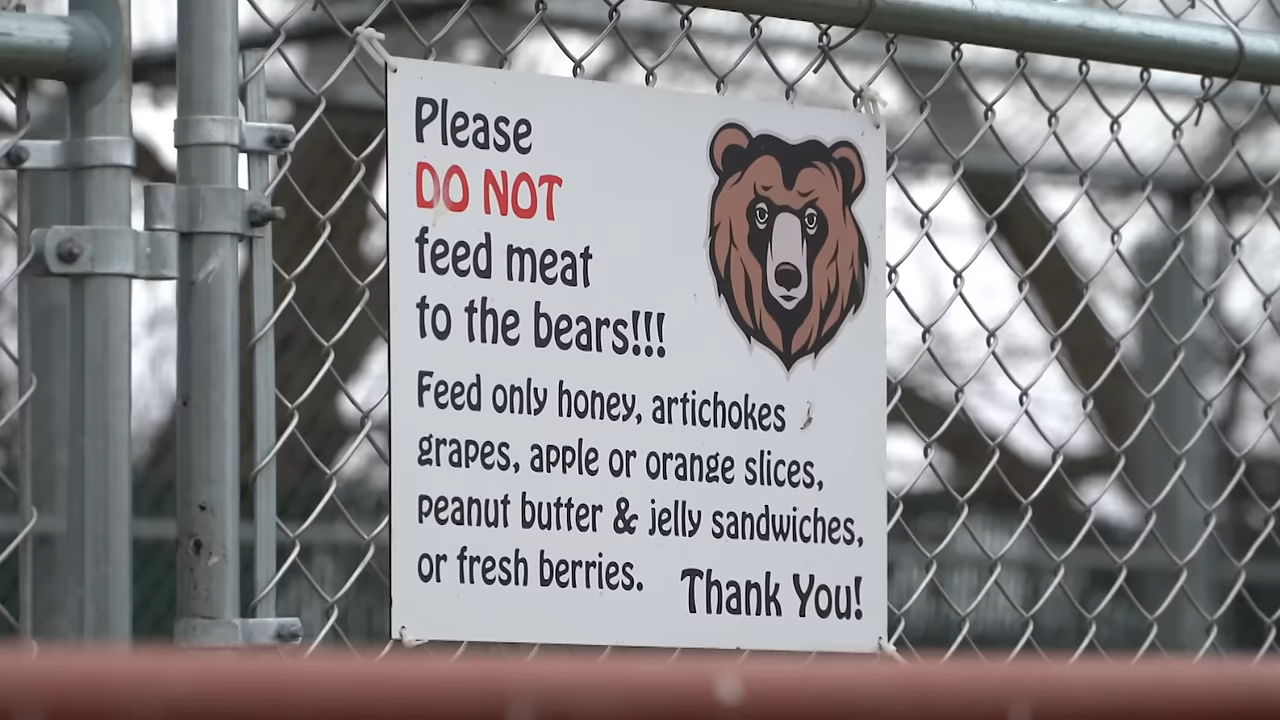 Please
DO NOT
feed meat
to the bears!!!
Feed only honey, artichokes
grapes, apple or orange slices,
peanut butter & jelly sandwiches,
or fresh berries.
Thank You!